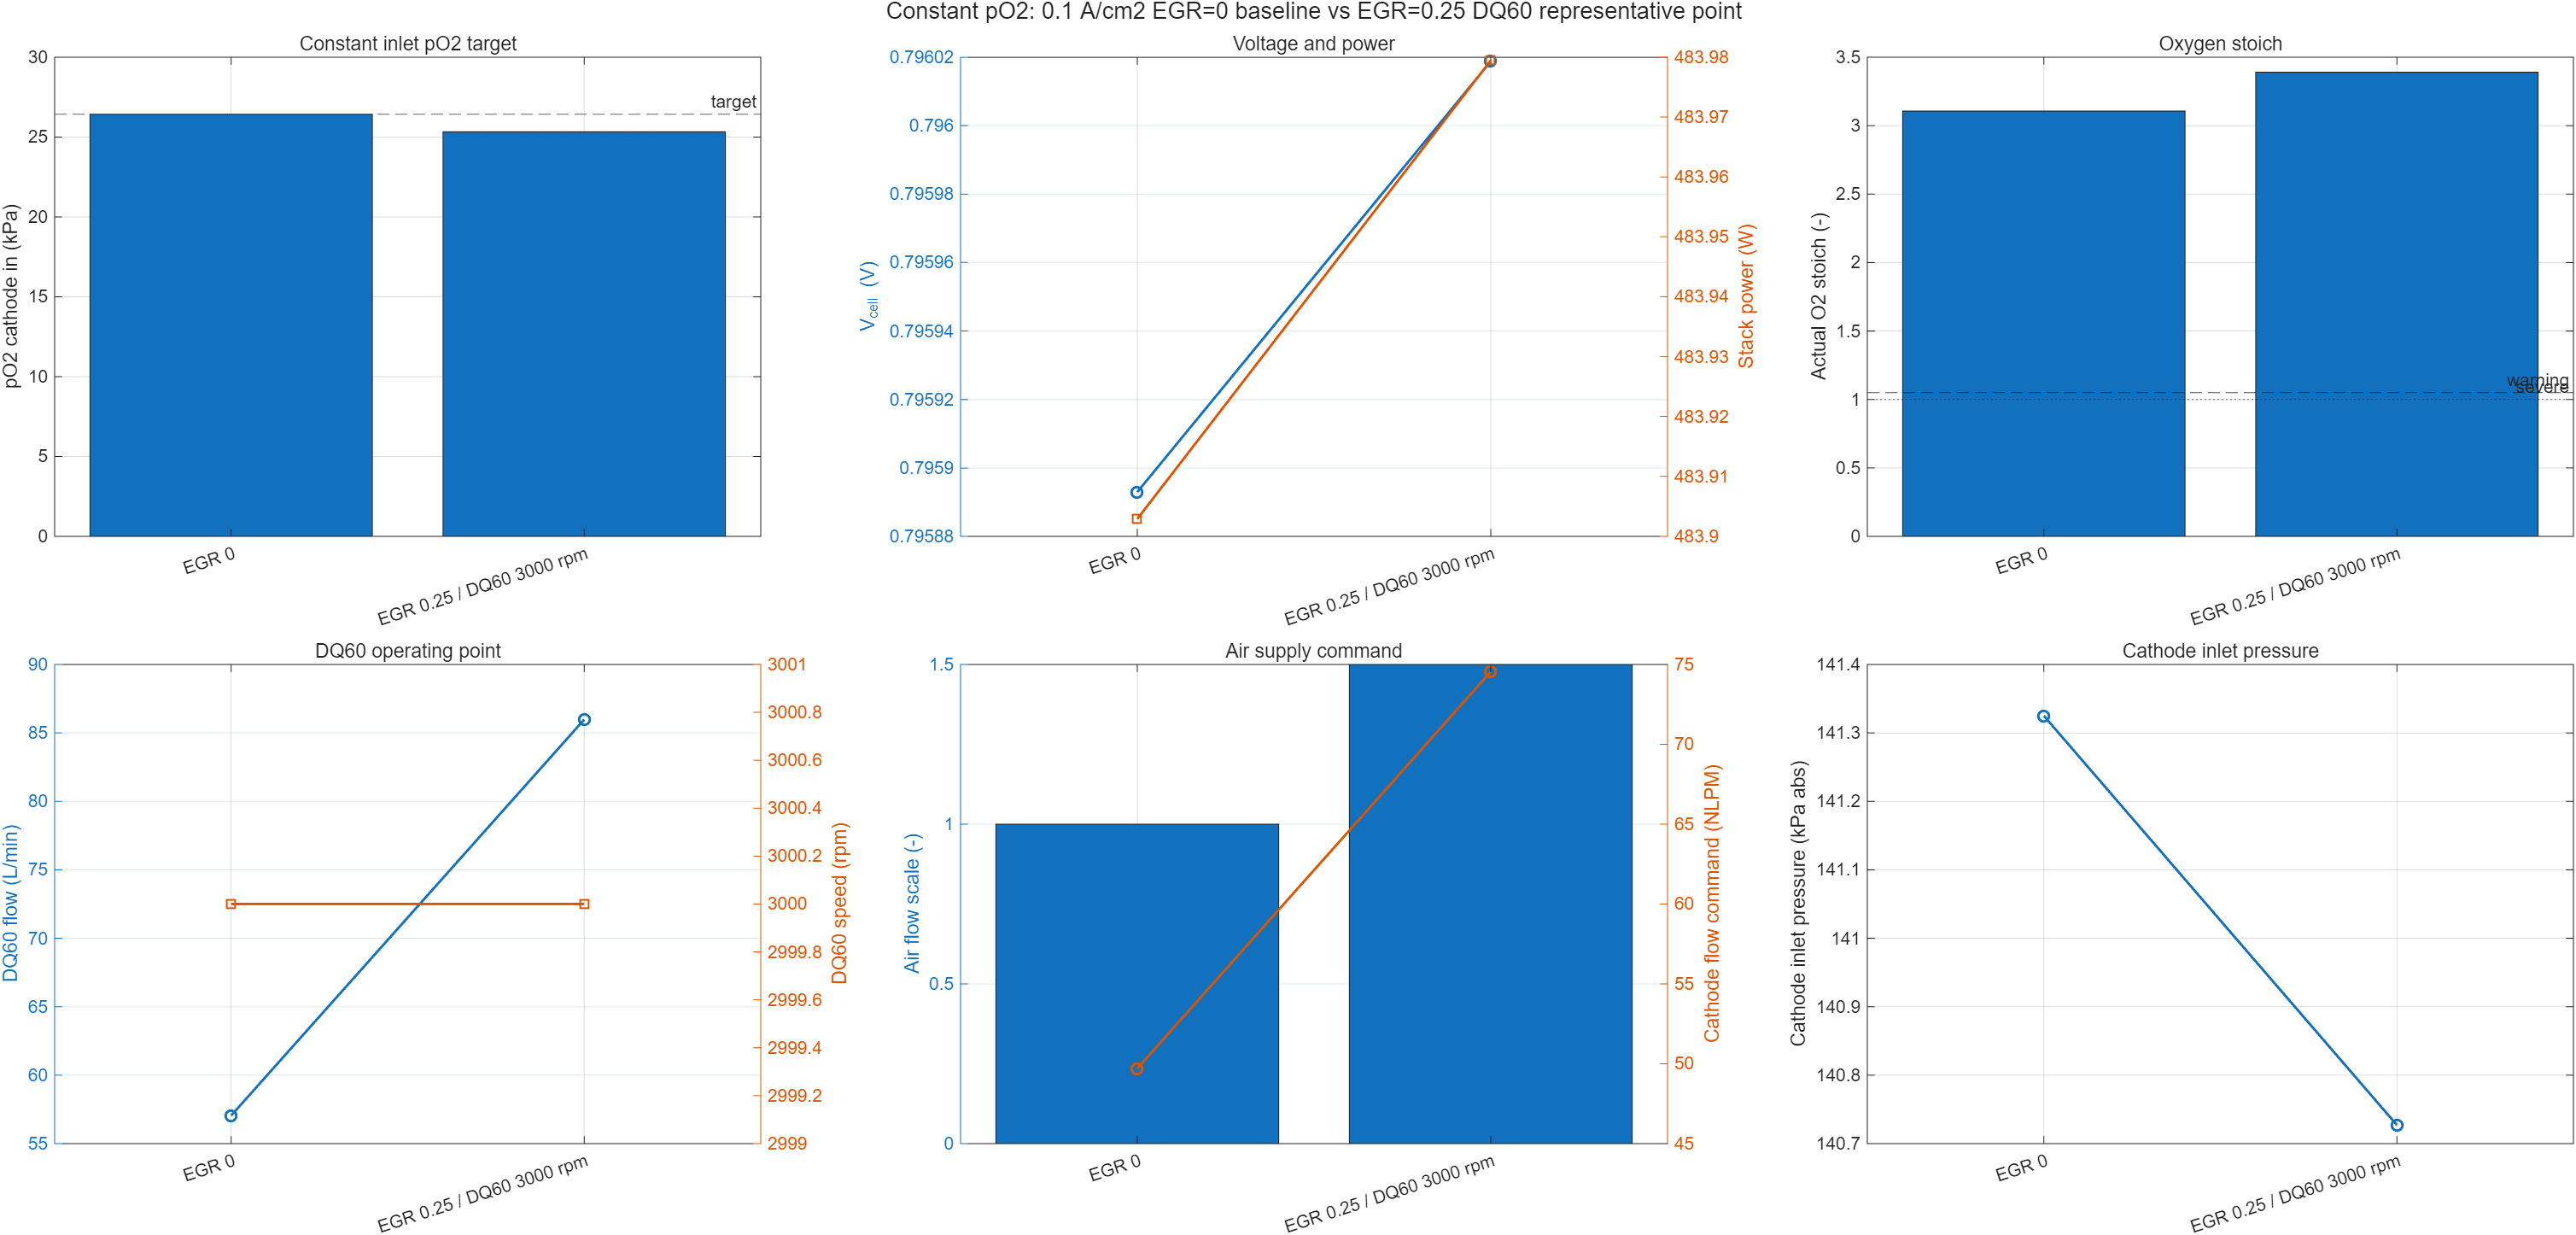 Constant pO2: 0.1 A/cm2 EGR=0 baseline vs EGR=0.25 DQ60 representative point
Constant inlet pO2 target
30
25
20
15
10
5
0
pO2 cathode in (kPa)
target
EGR 0
EGR 0.25 / DQ60 3000 rpm
Voltage and power
0.79602
0.796
0.79598
0.79596
0.79594
0.79592
0.7959
0.79588
Vcell (V)
483.98
483.97
483.96
483.95
483.94
483.93
483.92
483.91
483.9
Stack power (W)
EGR 0
EGR 0.25 / DQ60 3000 rpm
Oxygen stoich
3.5
3
2.5
2
1.5
1
0.5
0
Actual O2 stoich (-)
warning
severe
EGR 0
EGR 0.25 / DQ60 3000 rpm
DQ60 operating point
90
85
80
75
70
65
60
55
DQ60 flow (L/min)
3001
3000.8
3000.6
3000.4
3000.2
3000
2999.8
2999.6
2999.4
2999.2
2999
DQ60 speed (rpm)
EGR 0
EGR 0.25 / DQ60 3000 rpm
Air supply command
1.5
1
0.5
0
Air flow scale (-)
75
70
65
60
55
50
45
Cathode flow command (NLPM)
EGR 0
EGR 0.25 / DQ60 3000 rpm
Cathode inlet pressure
141.4
141.3
141.2
141.1
141
140.9
140.8
140.7
Cathode inlet pressure (kPa abs)
EGR 0
EGR 0.25 / DQ60 3000 rpm